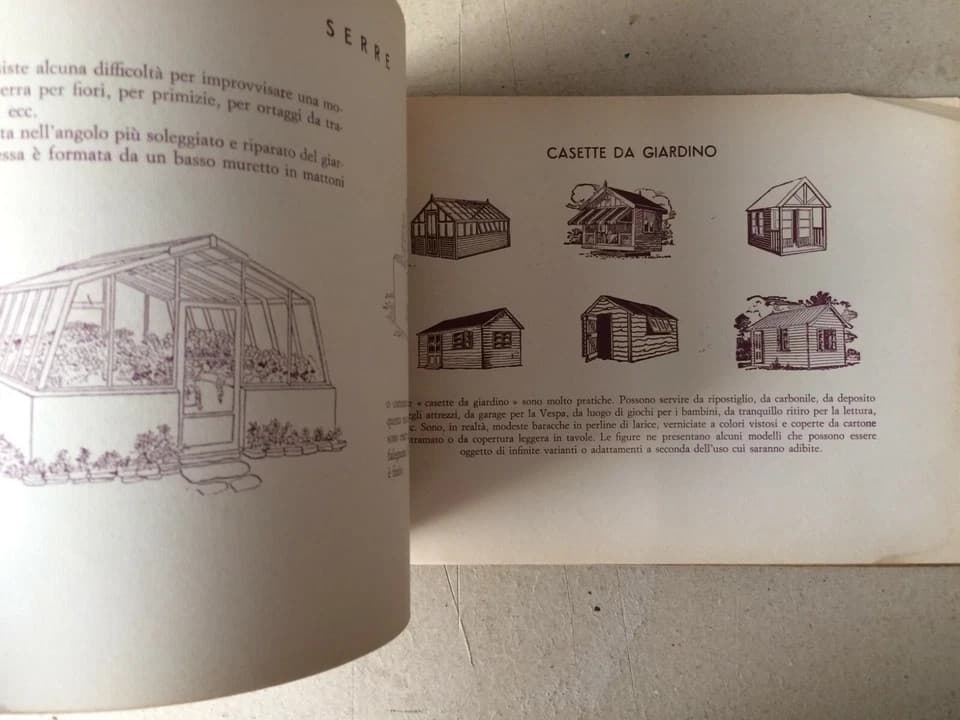 SERRE
iste alcuna difficoltà per improvvisare una mo-
erra per fiori, per primizie, per ortaggi da tra-
ecc.
ta nell'angolo più soleggiato e riparato del giar-
essa è formata da un basso muretto in mattoni
CASETTE DA GIARDINO
« casette da giardino » sono molto pratiche. Possono servire da ripostiglio, da carbonile, da deposito
gli attrezzi, da garage per la Vespa, da luogo di giochi per i bambini, da tranquillo ritiro per la lettura,
c. Sono, in realtà, modeste baracche in perline di larice, verniciate a colori vistosi e coperte da cartone
tramato o da copertura leggera in tavole. Le figure ne presentano alcuni modelli che possono essere
oggetto di infinite varianti o adattamenti a seconda dell'uso cui saranno adibite.